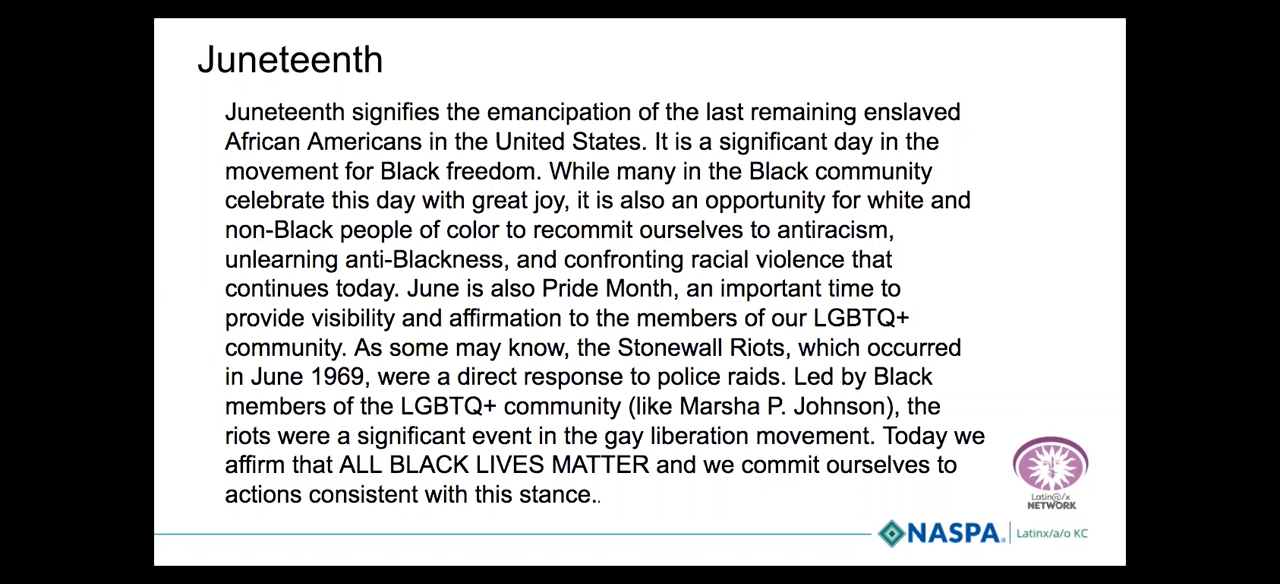 Juneteenth
Juneteenth signifies the emancipation of the last remaining enslaved
African Americans in the United States. It is a significant day in the
movement for Black freedom. While many in the Black community
celebrate this day with great joy, it is also an opportunity for white and
non-Black people of color to recommit ourselves to antiracism,
unlearning anti-Blackness, and confronting racial violence that
continues today. June is also Pride Month, an important time to
provide visibility and affirmation to the members of our LGBTQ+
community. As some may know, the Stonewall Riots, which occurred
in June 1969, were a direct response to police raids. Led by Black
members of the LGBTQ+ community (like Marsha P. Johnson), the
riots were a significant event in the gay liberation movement. Today we
affirm that ALL BLACK LIVES MATTER and we commit ourselves to
actions consistent with this stance..
Latin@/x
NETWORK
NASPA. Latinx/a/o KC